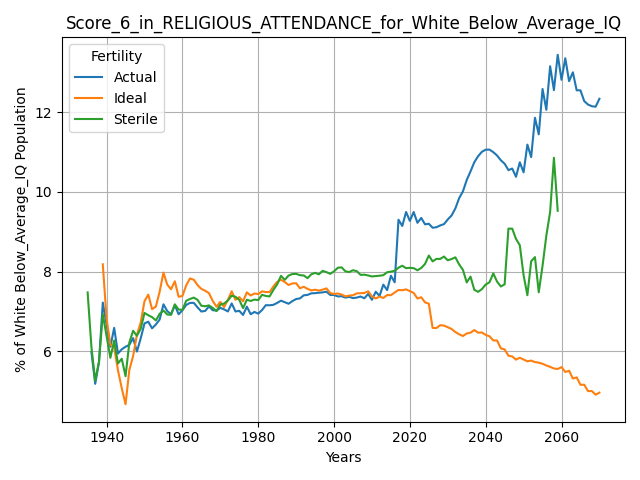 Score_6_in_RELIGIOUS_ATTENDANCE_for_White_Below_Average_IQ
Fertility
Actual
Ideal
Sterile
% of White Below_Average_IQ Population
12
10
8
6
1940 1960 1980 2000 2020 2040 2060
Years